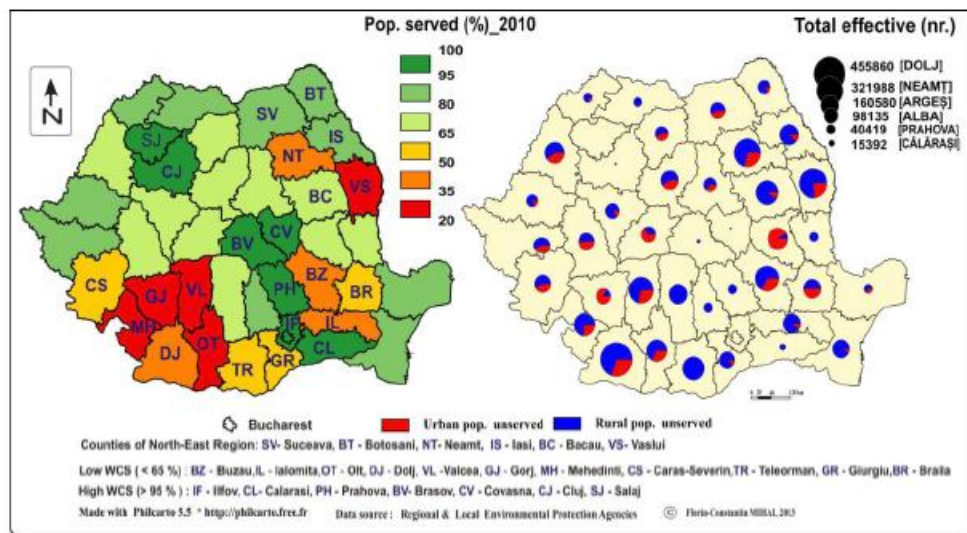 Pop. served (%)_2010
100
95
80
65
50
35
20
Total effective (nr.)
455860 [DOLJ]
321988 [NEAMȚ]
160580 [ARGEȘ]
98135 [ALBA]
40419 [PRAHOVA]
15392 [CĂLĂRAȘI]
N
BT
SV
IS
SJ
NT
CJ
VS
BC
CV
BV
CS
GJ
VL
PH
BZ
BR
MH
IF
IL
DJ
OT
CL
TR
GR
Bucharest
Urban pop. unserved
Rural pop. unserved
Counties of North-East Region: SV- Suceava, BT - Botosani, NT- Neamt, IS - Iasi, BC - Bacau, VS- Vaslui
Low WCS ( < 65 %) : BZ - Buzau,IL - Ialomita,OT - Olt, DJ - Dolj, VL -Valcea, GJ - Gorj, MH - Mehedinti, CS - Caras-Severin,TR - Teleorman, GR - Giurgiu,BR - Braila
High WCS (> 95 %) : IF - Ilfov, CL- Calarasi, PH - Prahova, BV- Brasov, CV - Covasna, CJ - Cluj, SJ - Salaj
Made with Philcarto 5.5 * http://philcarto.free.fr
Data source : Regional & Local Environmental Protection Agencies
© Florin-Constantin MIHAI, 2013